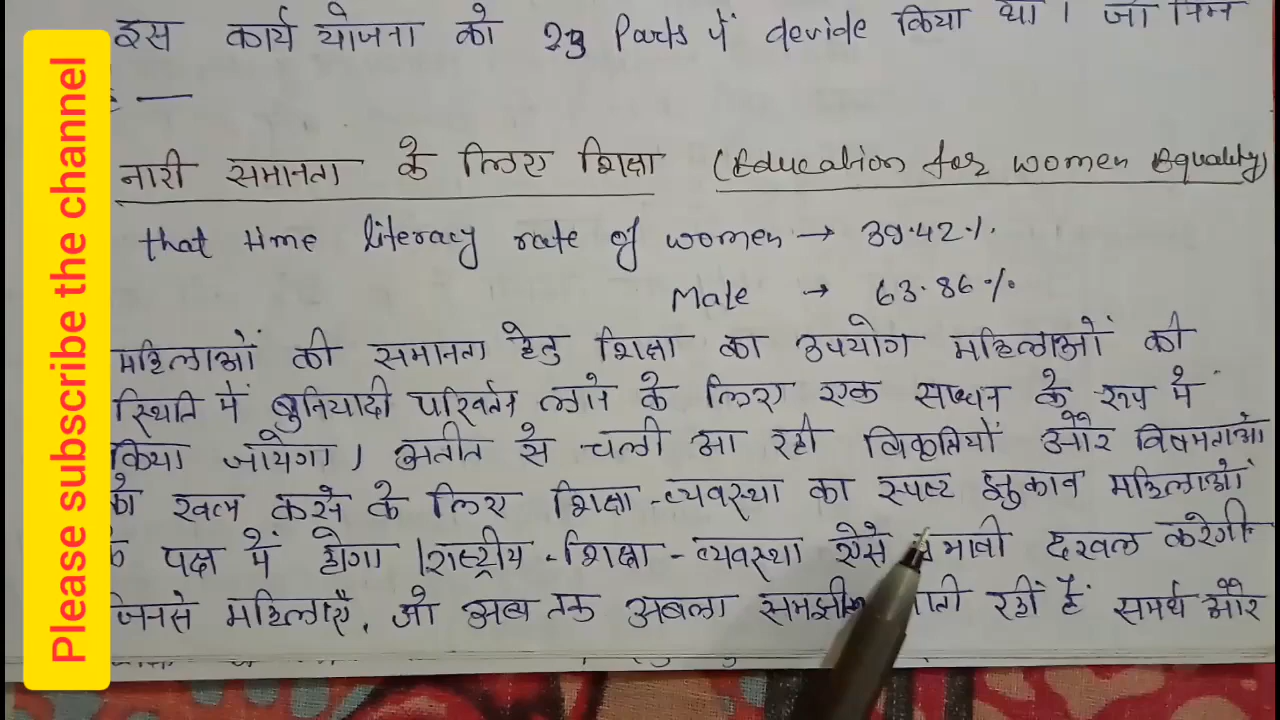 Please subscribe the channel
इस कार्य योजना को 23 Parts में devide किया था। जो निम्न
है —
नारी समानता के लिए शिक्षा (Education for women Equality)
that time literacy rate of women → 39.42%
Male → 63.86%
महिलाओं की समानता हेतु शिक्षा का उपयोग महिलाओं की
स्थिति में बुनियादी परिवर्तन लाने के लिए एक साधन के रूप में
किया जायेगा। अतीत से चली आ रही विकृतियों और विषमताओ
को खत्म करने के लिए शिक्षा-व्यवस्था का स्पष्ट झुकाव महिलाओं
के पक्ष में होगा। राष्ट्रीय-शिक्षा-व्यवस्था ऐसे प्रभावी दखल करेगी
जिनसे महिलाएँ, जो अब तक अबला समझी जाती रहीं हैं समर्थ और